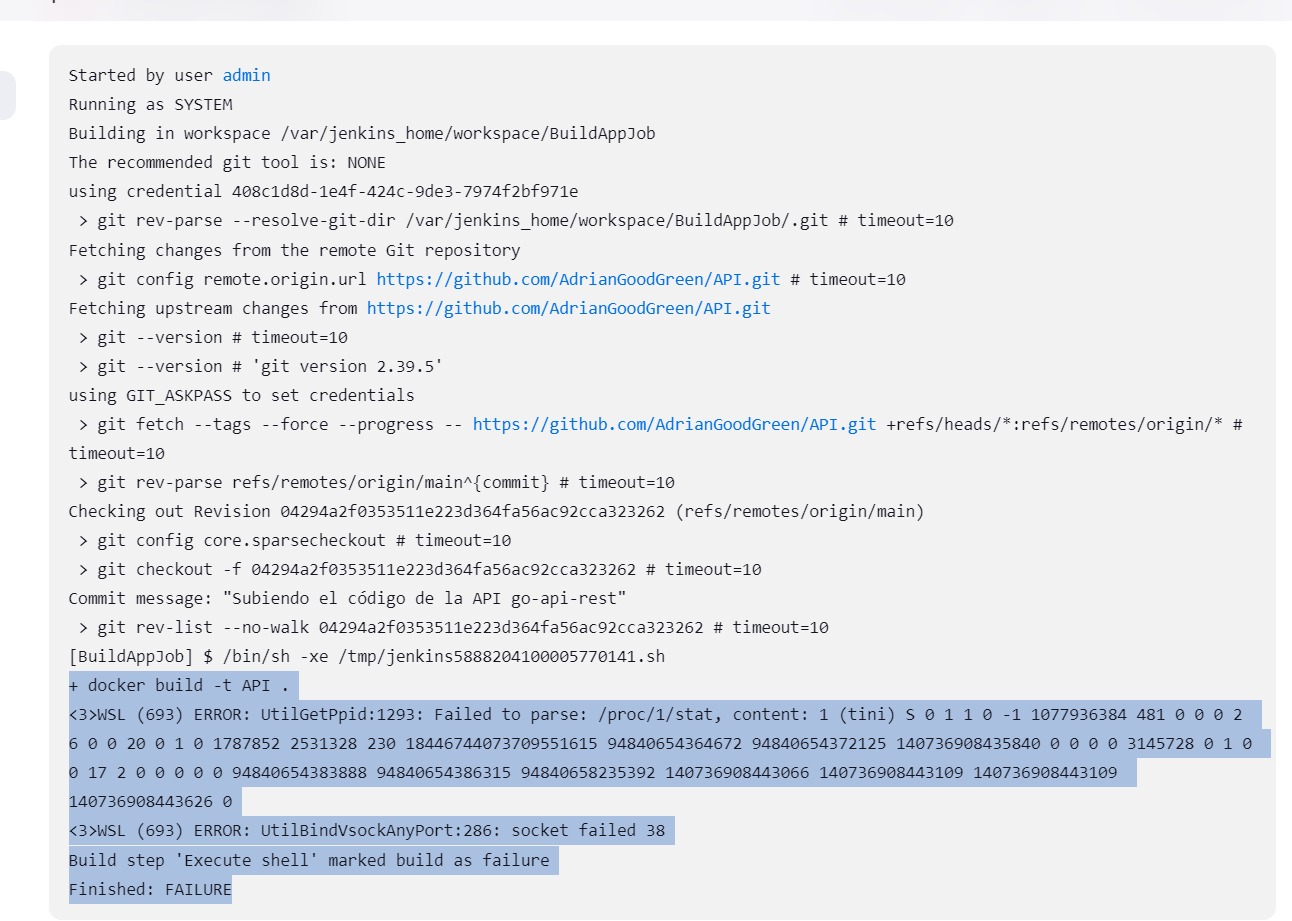 Started by user admin
Running as SYSTEM
Building in workspace /var/jenkins_home/workspace/BuildAppJob
The recommended git tool is: NONE
using credential 408c1d8d-1e4f-424c-9de3-7974f2bf971e
> git rev-parse --resolve-git-dir /var/jenkins_home/workspace/BuildAppJob/.git # timeout=10
Fetching changes from the remote Git repository
> git config remote.origin.url https://github.com/AdrianGoodGreen/API.git # timeout=10
Fetching upstream changes from https://github.com/AdrianGoodGreen/API.git
> git --version # timeout=10
> git --version # 'git version 2.39.5'
using GIT_ASKPASS to set credentials
> git fetch --tags --force --progress -- https://github.com/AdrianGoodGreen/API.git +refs/heads/*:refs/remotes/origin/* #
timeout=10
> git rev-parse refs/remotes/origin/main^{commit} # timeout=10
Checking out Revision 04294a2f0353511e223d364fa56ac92cca323262 (refs/remotes/origin/main)
> git config core.sparsecheckout # timeout=10
> git checkout -f 04294a2f0353511e223d364fa56ac92cca323262 # timeout=10
Commit message: "Subiendo el código de la API go-api-rest"
> git rev-list --no-walk 04294a2f0353511e223d364fa56ac92cca323262 # timeout=10
[BuildAppJob] $ /bin/sh -xe /tmp/jenkins5888204100005770141.sh
+ docker build -t API .
<3>WSL (693) ERROR: UtilGetPpid:1293: Failed to parse: /proc/1/stat, content: 1 (tini) S 0 1 1 0 -1 1077936384 481 0 0 0 2
6 0 0 20 0 1 0 1787852 2531328 230 18446744073709551615 94840654364672 94840654372125 140736908435840 0 0 0 0 3145728 0 1 0
0 17 2 0 0 0 0 0 94840654383888 94840654386315 94840658235392 140736908443066 140736908443109 140736908443109
140736908443626 0
<3>WSL (693) ERROR: UtilBindVsockAnyPort:286: socket failed 38
Build step 'Execute shell' marked build as failure
Finished: FAILURE